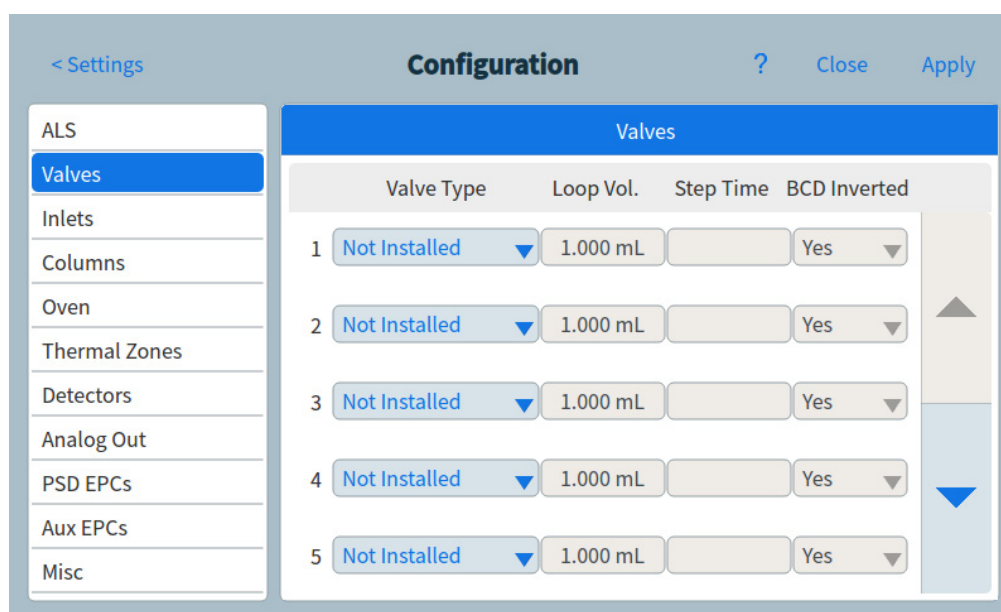 < Settings Configuration ? Close Apply
ALS
Valves
Inlets
Columns
Oven
Thermal Zones
Detectors
Analog Out
PSD EPCs
Aux EPCs
Misc
Valves
Valve Type Loop Vol. Step Time BCD Inverted
1 Not Installed 1.000 mL Yes
2 Not Installed 1.000 mL Yes
3 Not Installed 1.000 mL Yes
4 Not Installed 1.000 mL Yes
5 Not Installed 1.000 mL Yes